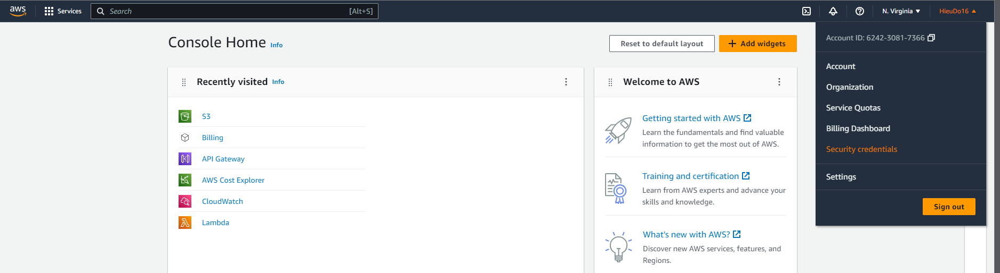 aws
Services
Search
[Alt+S]
N. Virginia
HieuDo16
Account ID: 6242-3081-7366
Account
Organization
Service Quotas
Billing Dashboard
Security credentials
Settings
Sign out
Console Home Info
Reset to default layout
Add widgets
Recently visited Info
S3
Billing
API Gateway
AWS Cost Explorer
CloudWatch
Lambda
Welcome to AWS
Getting started with AWS
Learn the fundamentals and find valuable
information to get the most out of AWS.
Training and certification
Learn from AWS experts and advance your
skills and knowledge.
What's new with AWS?
Discover new AWS services, features, and
Regions.